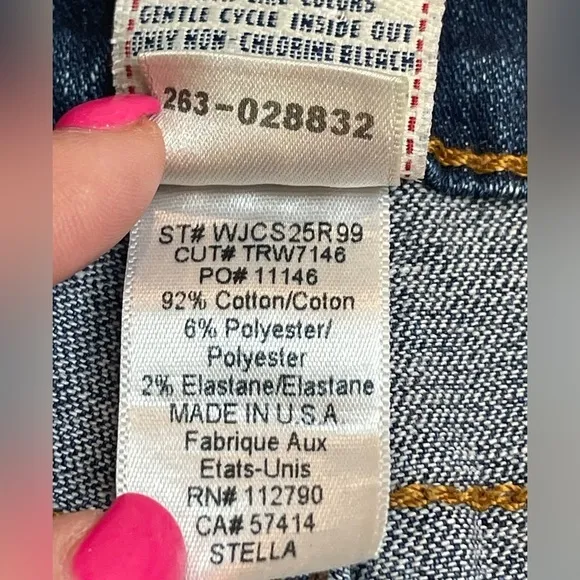 COLORS
GENTLE CYCLE INSIDE OUT
ONLY NON-CHLORINE BLEACH
263-028832
ST# WJCS25R99
CUT# TRW7146
PO# 11146
92% Cotton/Coton
6% Polyester/
Polyester
2% Elastane/Elastane
MADE IN U.S.A
Fabrique Aux
Etats-Unis
RN# 112790
CA# 57414
STELLA